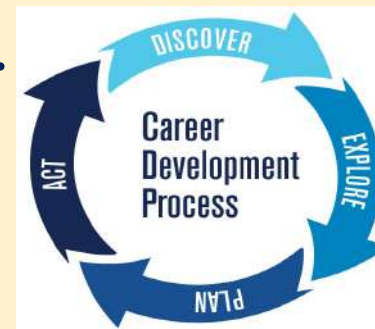 DISCOVER
EXPLORE
PLAN
ACT
Career
Development
Process